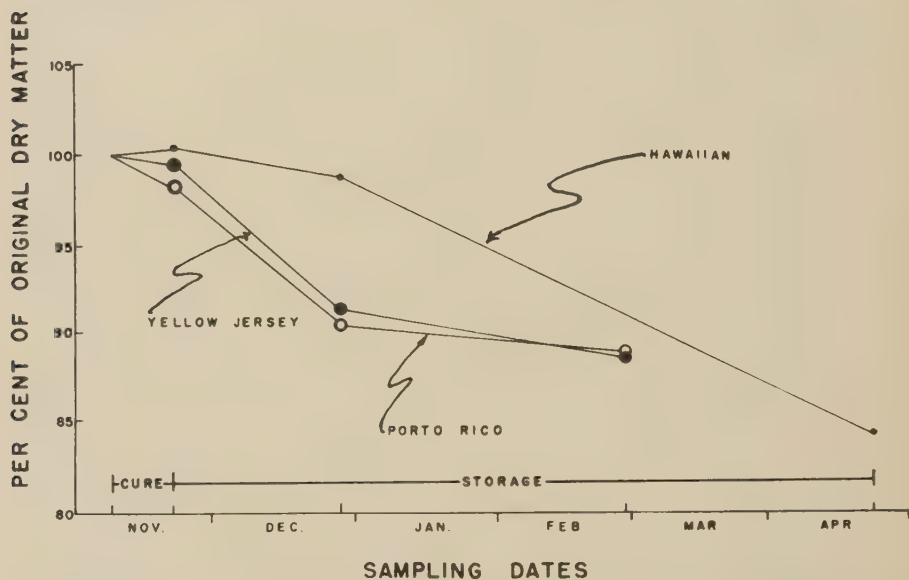 PER CENT OF ORIGINAL DRY MATTER
105
100
95
90
85
80
HAWAIIAN
YELLOW JERSEY
PORTO RICO
CURE
STORAGE
NOV.
DEC.
JAN.
FEB
MAR
APR
SAMPLING DATES